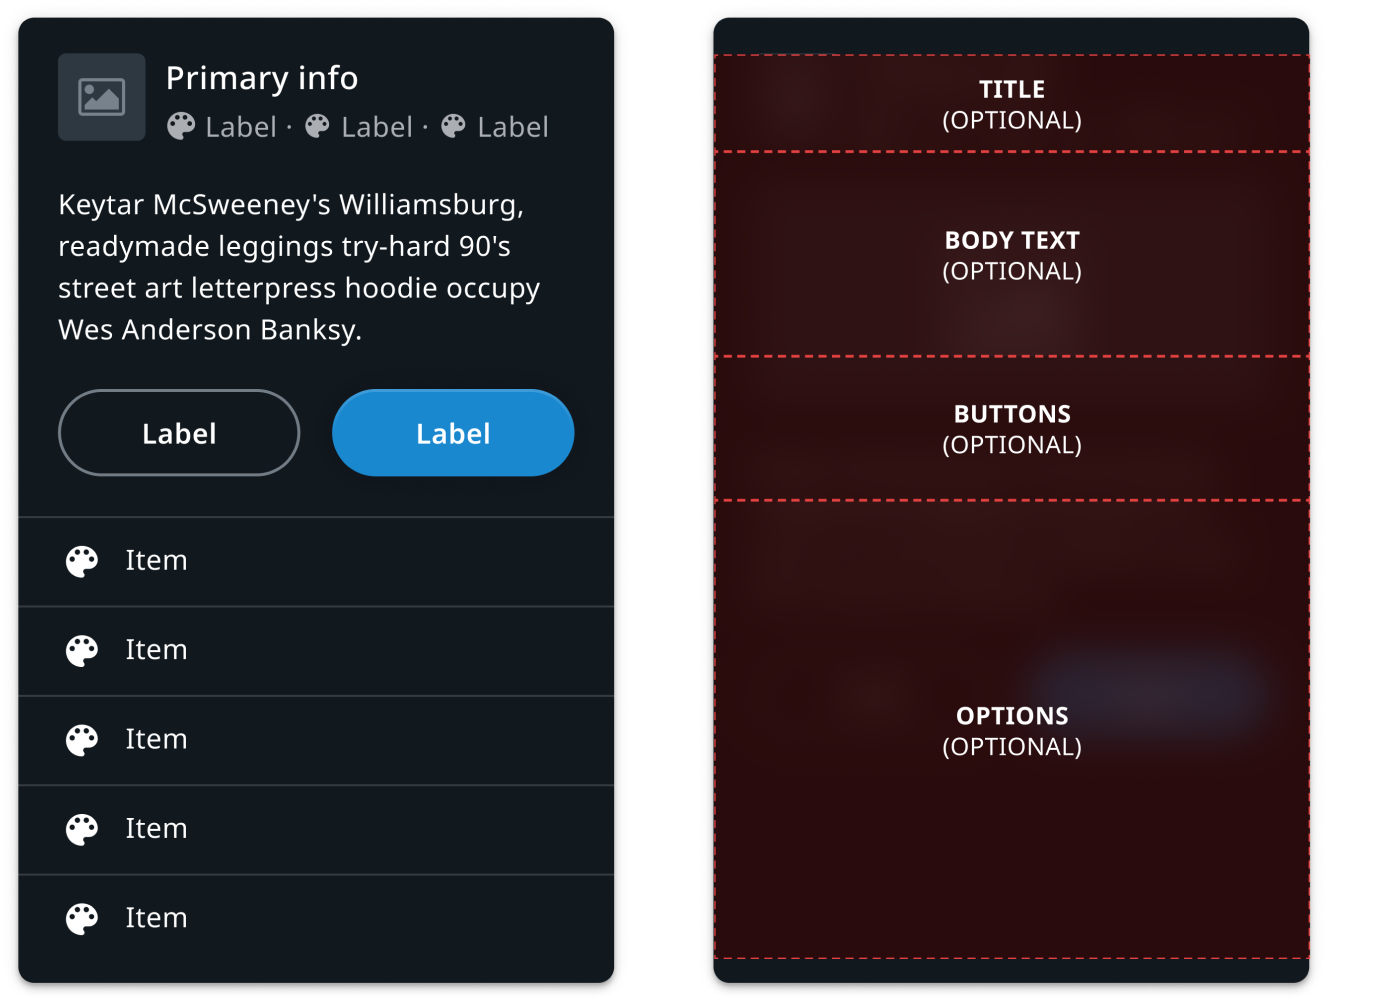 Primary info
Label · Label · Label
Keytar McSweeney's Williamsburg,
readymade leggings try-hard 90's
street art letterpress hoodie occupy
Wes Anderson Banksy.
Label
Label
Item
Item
Item
Item
Item
TITLE
(OPTIONAL)
BODY TEXT
(OPTIONAL)
BUTTONS
(OPTIONAL)
OPTIONS
(OPTIONAL)